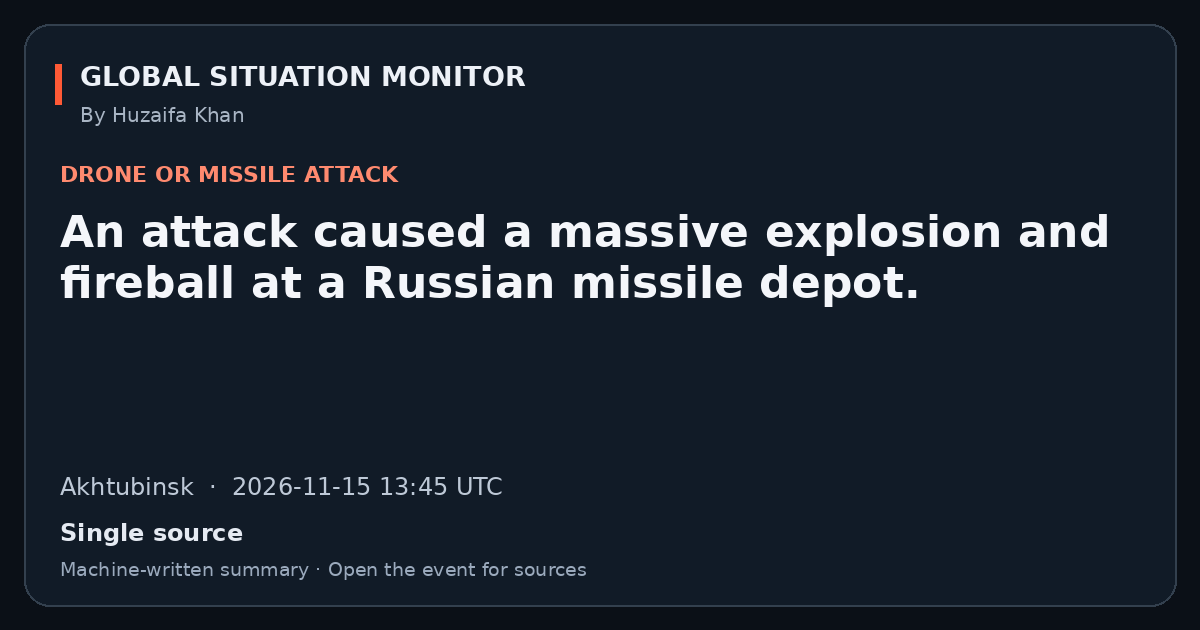 GLOBAL SITUATION MONITOR
By Huzaifa Khan
DRONE OR MISSILE ATTACK
An attack caused a massive explosion and
fireball at a Russian missile depot.
Akhtubinsk · 2026-11-15 13:45 UTC
Single source
Machine-written summary · Open the event for sources